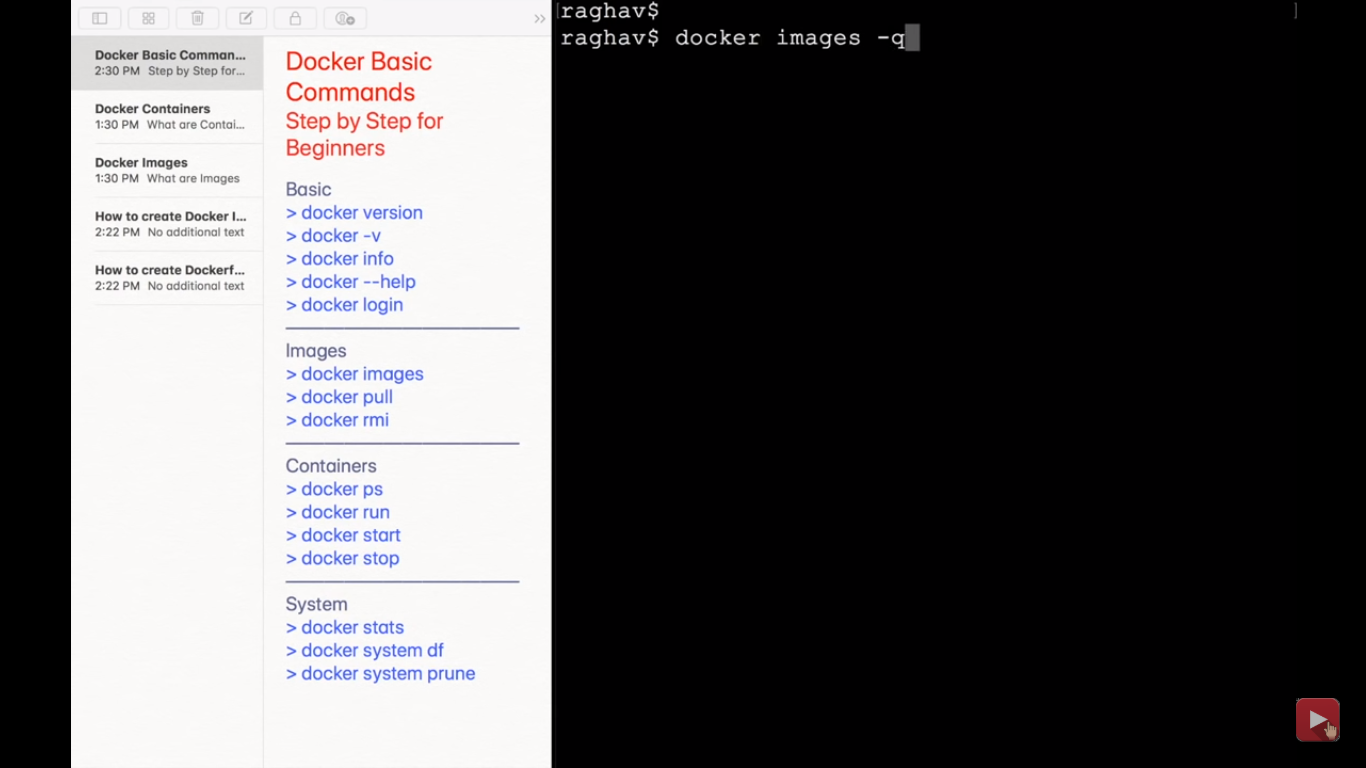 Docker Basic Comman...
2:30 PM Step by Step for...
Docker Containers
1:30 PM What are Contai...
Docker Images
1:30 PM What are Images
How to create Docker I...
2:22 PM No additional text
How to create Dockerf...
2:22 PM No additional text
Docker Basic
Commands
Step by Step for
Beginners
Basic
> docker version
> docker -v
> docker info
> docker --help
> docker login
Images
> docker images
> docker pull
> docker rmi
Containers
> docker ps
> docker run
> docker start
> docker stop
System
> docker stats
> docker system df
> docker system prune
[raghav$ ]
raghav$ docker images -q